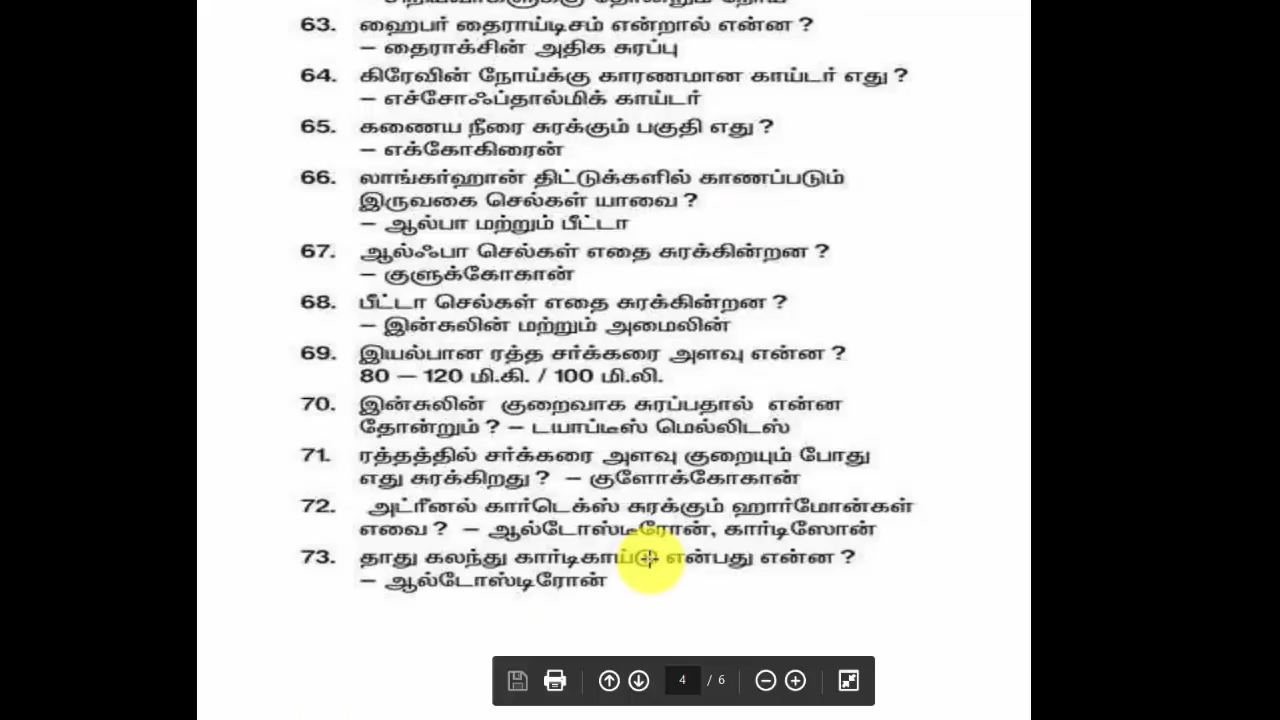 63. ஹைபர் தைராய்டிசம் என்றால் என்ன ?
– தைராக்சின் அதிக சுரப்பு
64. கிரேவின் நோய்க்கு காரணமான காய்டர் எது ?
– எச்சோஃப்தால்மிக் காய்டர்
65. கணைய நீரை சுரக்கும் பகுதி எது ?
– எக்கோகிரைன்
66. லாங்கர்ஹான் திட்டுக்களில் காணப்படும்
இருவகை செல்கள் யாவை ?
– ஆல்பா மற்றும் பீட்டா
67. ஆல்ஃபா செல்கள் எதை சுரக்கின்றன ?
– குளுக்கோகான்
68. பீட்டா செல்கள் எதை சுரக்கின்றன ?
– இன்சுலின் மற்றும் அமைலின்
69. இயல்பான ரத்த சர்க்கரை அளவு என்ன ?
80 – 120 மி.கி. / 100 மி.லி.
70. இன்சுலின் குறைவாக சுரப்பதால் என்ன
தோன்றும் ? – டயாப்டீஸ் மெல்லிடஸ்
71. ரத்தத்தில் சர்க்கரை அளவு குறையும் போது
எது சுரக்கிறது ? – குளோக்கோகான்
72. அட்ரீனல் கார்டெக்ஸ் சுரக்கும் ஹார்மோன்கள்
எவை ? – ஆல்டோஸ்டீரோன், கார்டிஸோன்
73. தாது கலந்து கார்டிகாய்டு என்பது என்ன ?
– ஆல்டோஸ்டிரோன்
4 / 6